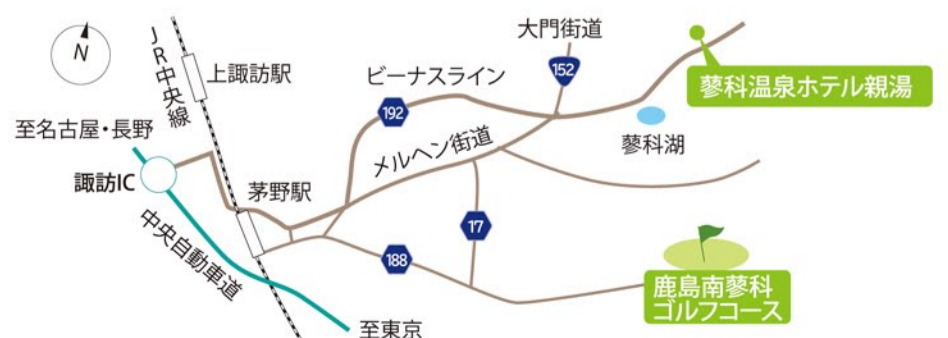 N
JR中央線
上諏訪駅
大門街道
152
ビーナスライン
192
蓼科温泉ホテル親湯
至名古屋・長野
メルヘン街道
蓼科湖
諏訪IC
茅野駅
17
中央自動車道
188
鹿島南蓼科
ゴルフコース
至東京